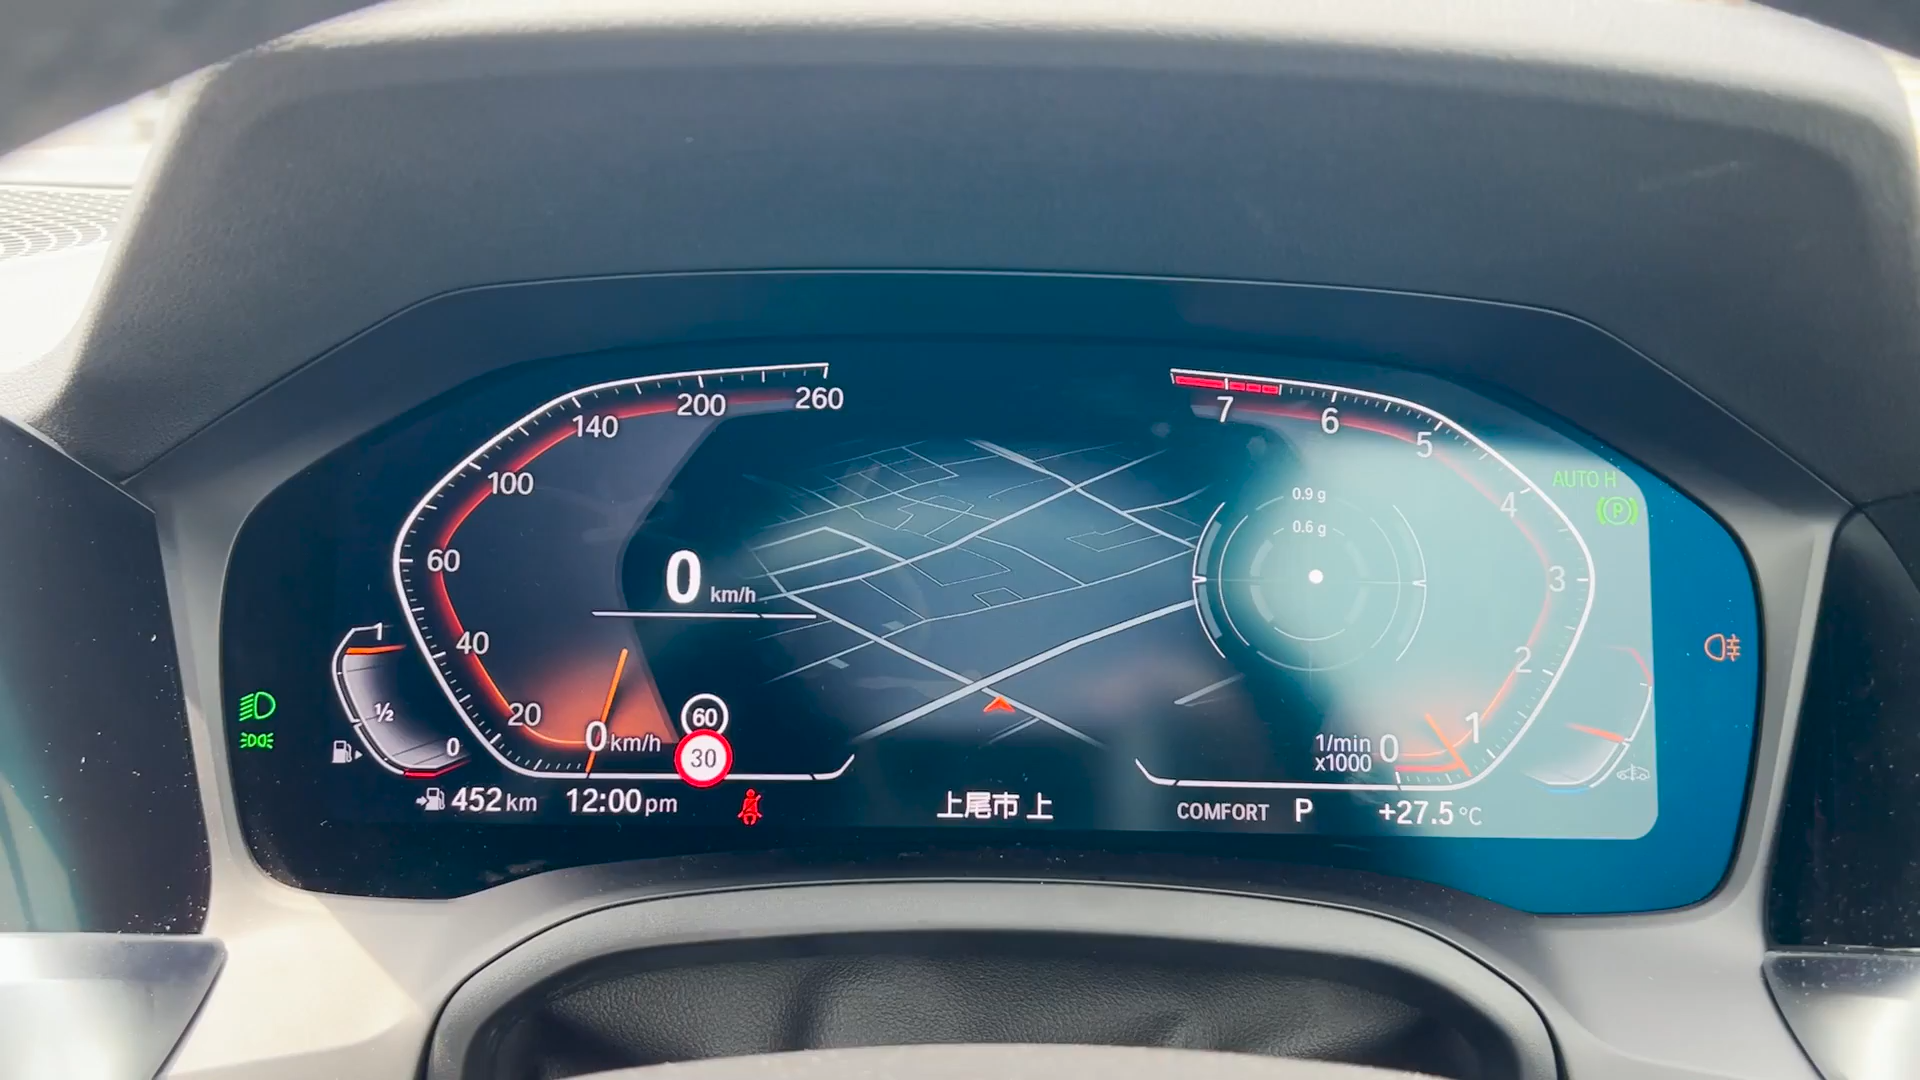 260
200
140
100
60
40
20
0 km/h
0 km/h
60
30
1
½
0
452 km
12:00 pm
上尾市 上
0.9 g
0.6 g
7
6
5
4
3
2
1
0
1/min
x1000
AUTO H
P
COMFORT P +27.5 °C